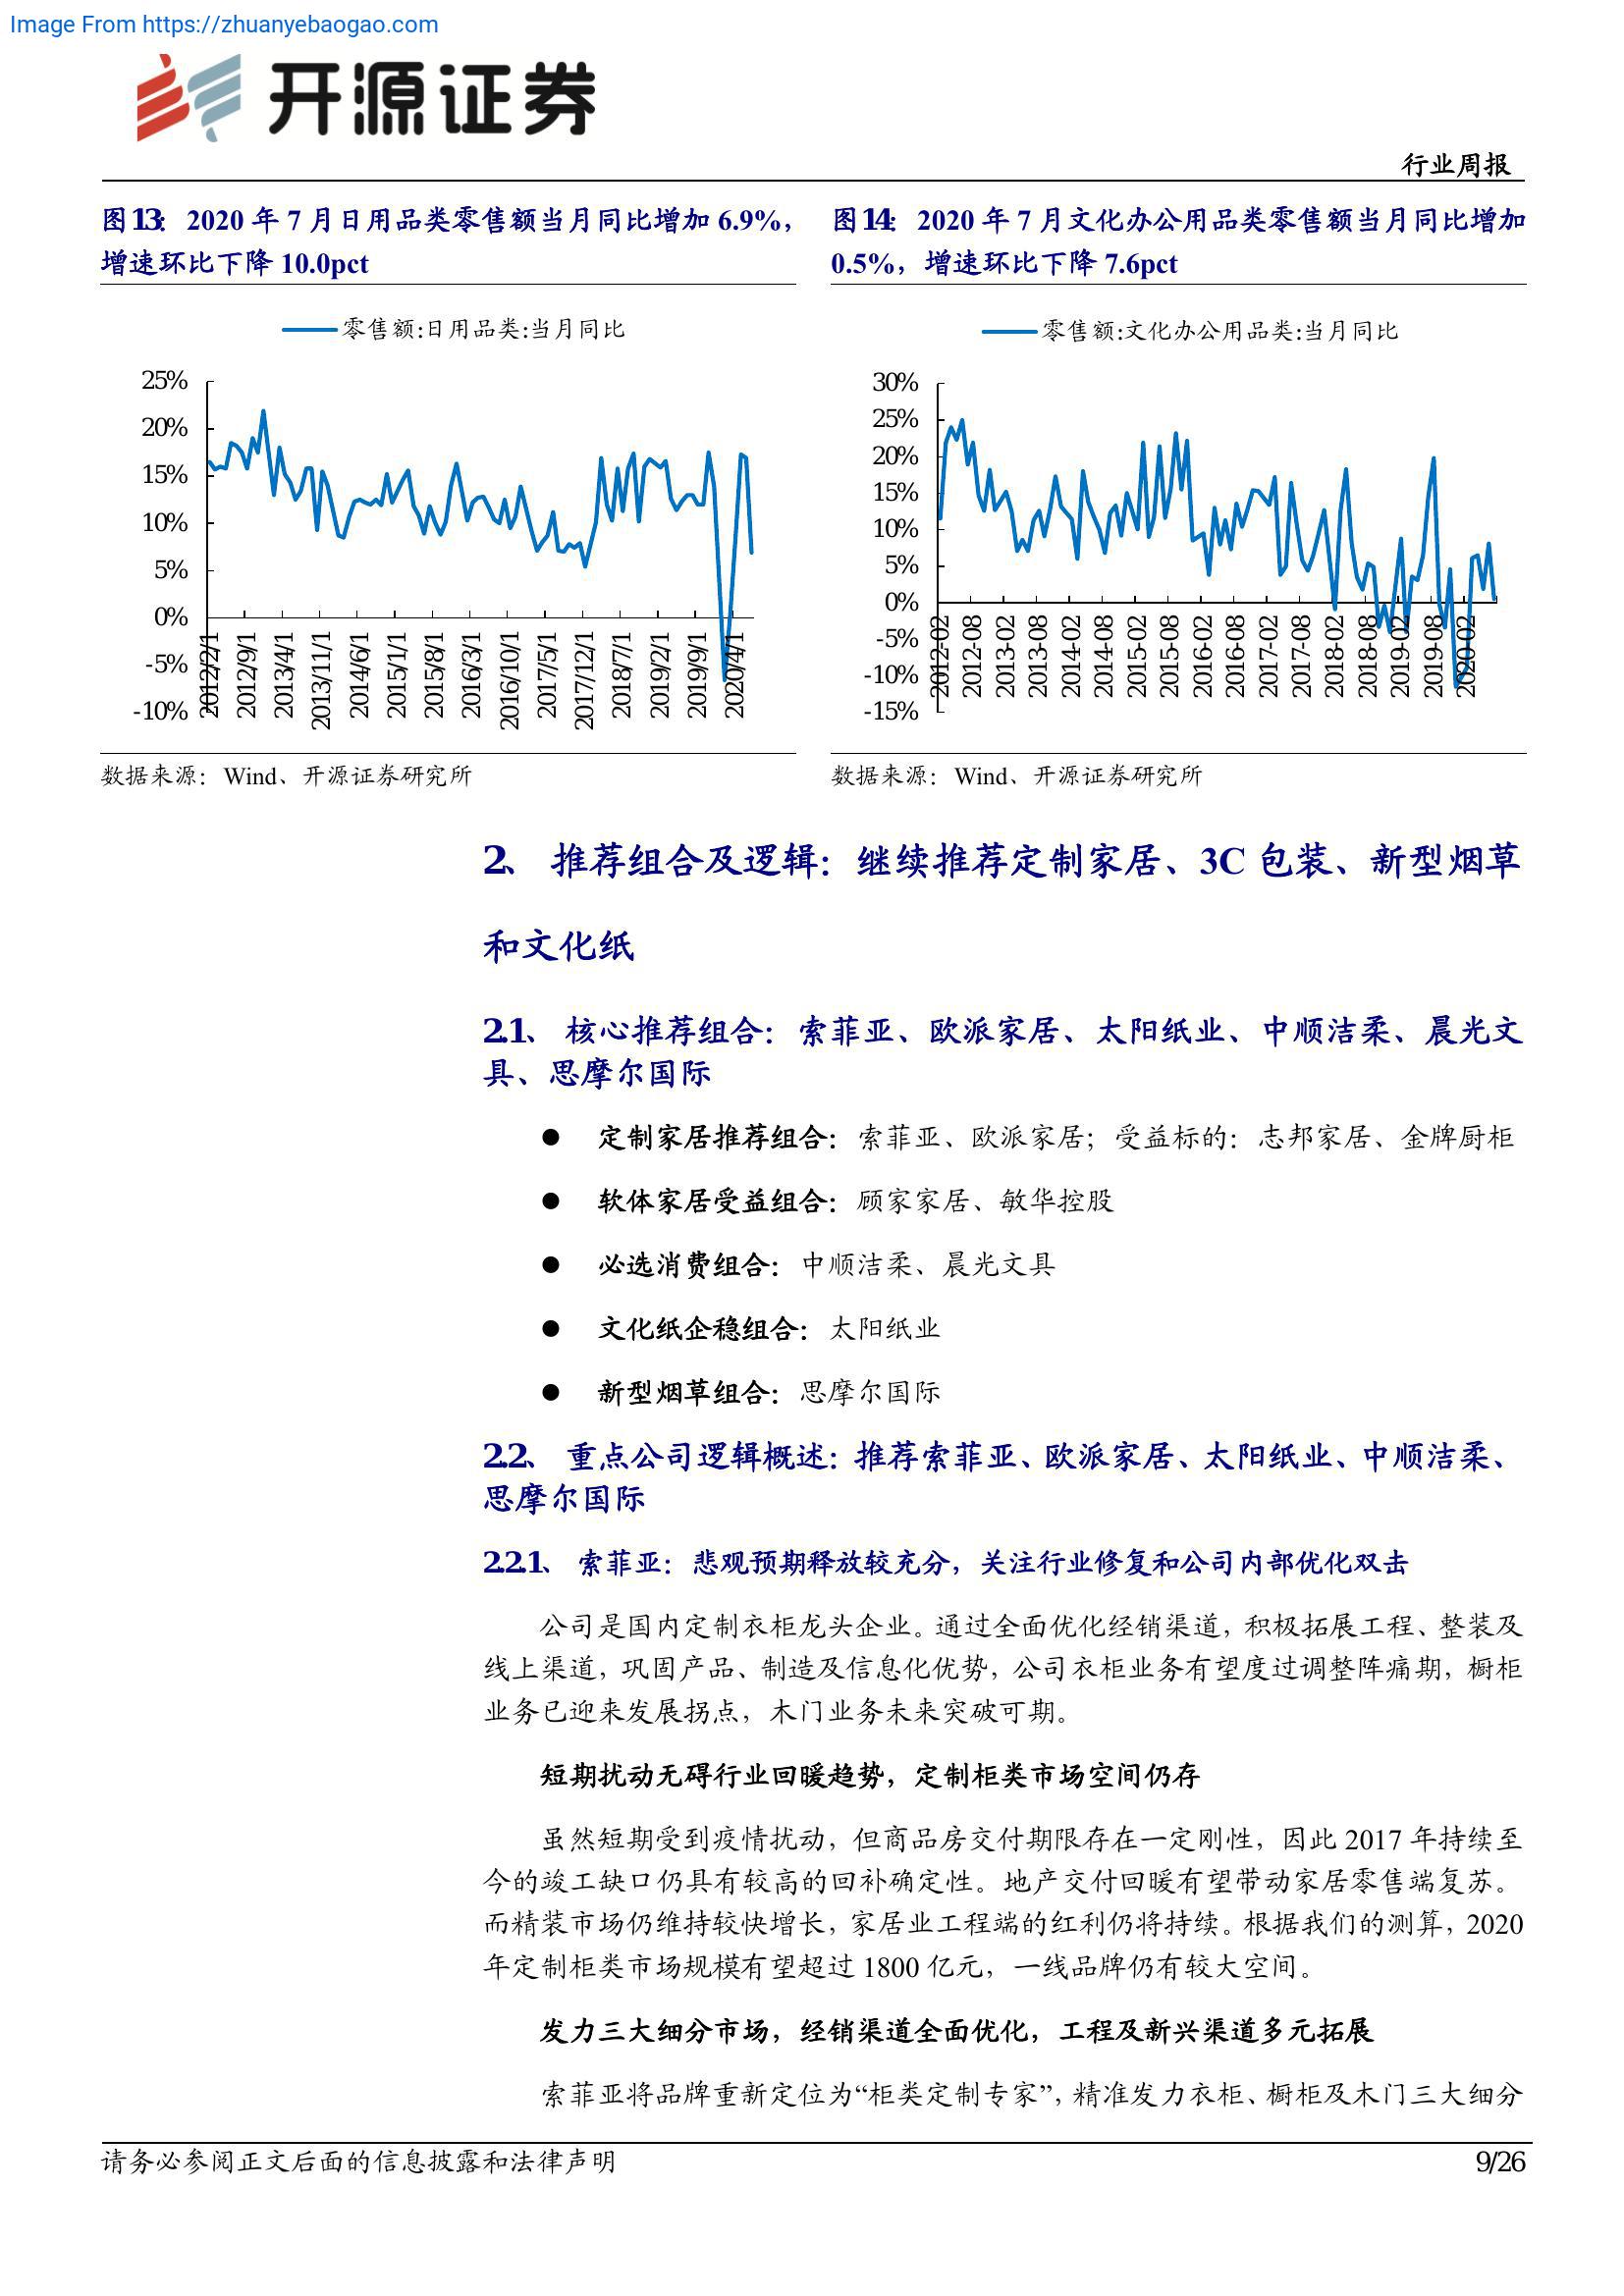 Image From https://zhuanyebaogao.com
开源证券
行业周报
图13： 2020 年 7 月日用品类零售额当月同比增加 6.9%，
增速环比下降 10.0pct
零售额:日用品类:当月同比
25%
20%
15%
10%
5%
0%
-5%
-10%
2012/2/1
2012/9/1
2013/4/1
2013/11/1
2014/6/1
2015/1/1
2015/8/1
2016/3/1
2016/10/1
2017/5/1
2017/12/1
2018/7/1
2019/2/1
2019/9/1
2020/4/1
数据来源：Wind、开源证券研究所
图14： 2020 年 7 月文化办公用品类零售额当月同比增加
0.5%，增速环比下降 7.6pct
零售额:文化办公用品类:当月同比
30%
25%
20%
15%
10%
5%
0%
-5%
-10%
-15%
2012-02
2012-08
2013-02
2013-08
2014-02
2014-08
2015-02
2015-08
2016-02
2016-08
2017-02
2017-08
2018-02
2018-08
2019-02
2019-08
2020-02
数据来源：Wind、开源证券研究所
2、 推荐组合及逻辑：继续推荐定制家居、3C 包装、新型烟草
和文化纸
2.1、 核心推荐组合：索菲亚、欧派家居、太阳纸业、中顺洁柔、晨光文
具、思摩尔国际
● 定制家居推荐组合：索菲亚、欧派家居；受益标的：志邦家居、金牌厨柜
● 软体家居受益组合：顾家家居、敏华控股
● 必选消费组合：中顺洁柔、晨光文具
● 文化纸企稳组合：太阳纸业
● 新型烟草组合：思摩尔国际
2.2、 重点公司逻辑概述：推荐索菲亚、欧派家居、太阳纸业、中顺洁柔、
思摩尔国际
2.2.1、 索菲亚：悲观预期释放较充分，关注行业修复和公司内部优化双击
公司是国内定制衣柜龙头企业。通过全面优化经销渠道，积极拓展工程、整装及
线上渠道，巩固产品、制造及信息化优势，公司衣柜业务有望度过调整阵痛期，橱柜
业务已迎来发展拐点，木门业务未来突破可期。
短期扰动无碍行业回暖趋势，定制柜类市场空间仍存
虽然短期受到疫情扰动，但商品房交付期限存在一定刚性，因此 2017 年持续至
今的竣工缺口仍具有较高的回补确定性。地产交付回暖有望带动家居零售端复苏。
而精装市场仍维持较快增长，家居业工程端的红利仍将持续。根据我们的测算，2020
年定制柜类市场规模有望超过 1800 亿元，一线品牌仍有较大空间。
发力三大细分市场，经销渠道全面优化，工程及新兴渠道多元拓展
索菲亚将品牌重新定位为“柜类定制专家”，精准发力衣柜、橱柜及木门三大细分
请务必参阅正文后面的信息披露和法律声明
9/26